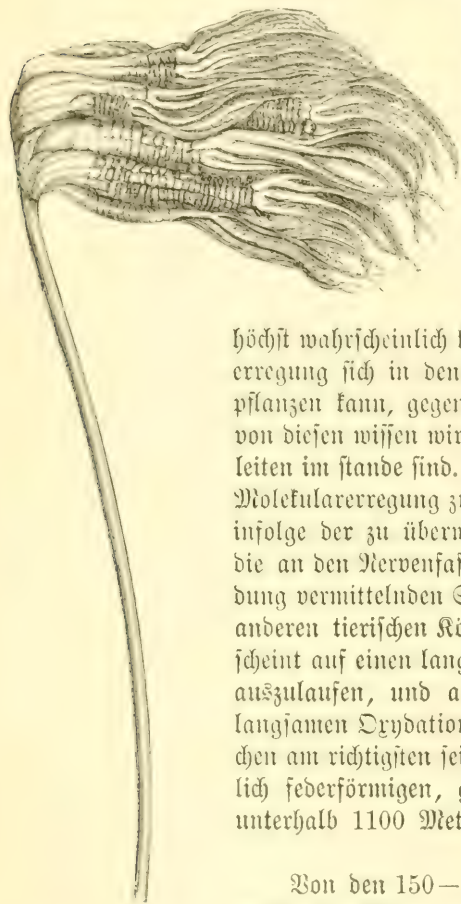 höchst wahrscheinlich
erregung sich in den
pflanzen kann, gegen
von diesen wissen wir
leiten im stande sind.
Molekularerregung z
infolge der zu überm
die an den Nervenfas
dung vermittelnden S
anderen tierischen Kö
scheint auf einen lang
auszulaufen, und a
langsamen Oxydation
chen am richtigsten sei
lich federförmigen, g
unterhalb 1100 Met
Von den 150—